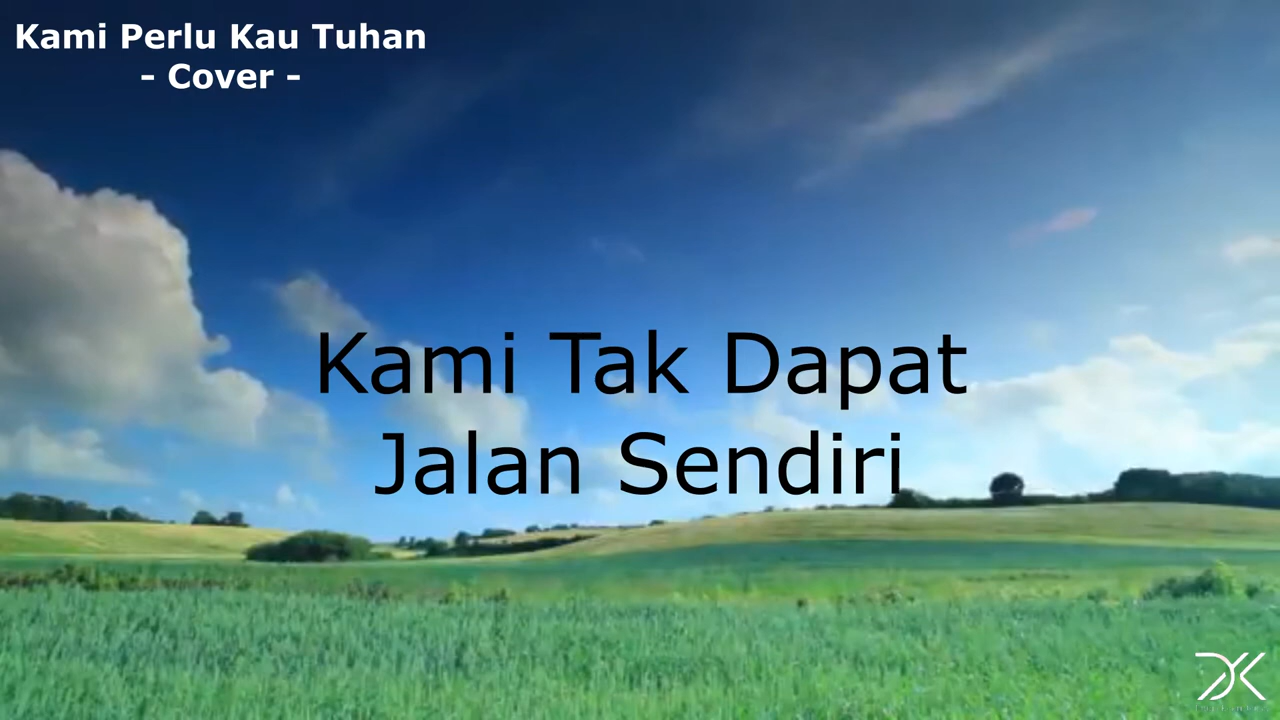 Kami Perlu Kau Tuhan
- Cover -
Kami Tak Dapat
Jalan Sendiri